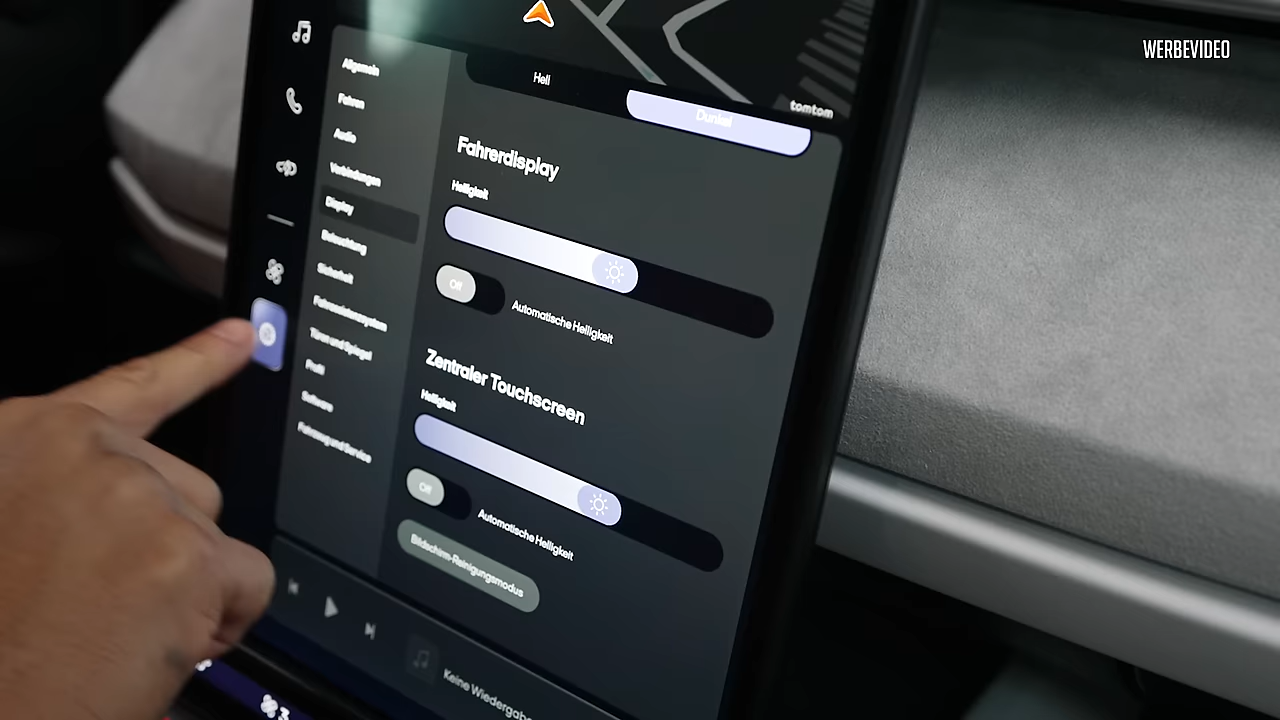 WERBEVIDEO
tomtom
Hell
Dunkel
Allgemein
Fahren
Audio
Verbindungen
Display
Beleuchtung
Sicherheit
Fahrassistenzsystem
Türen und Spiegel
Profil
Software
Fahrzeug und Service
Fahrerdisplay
Helligkeit
Off
Automatische Helligkeit
Zentraler Touchscreen
Helligkeit
Off
Automatische Helligkeit
Bildschirm-Reinigungsmodus
Keine Wiedergabe